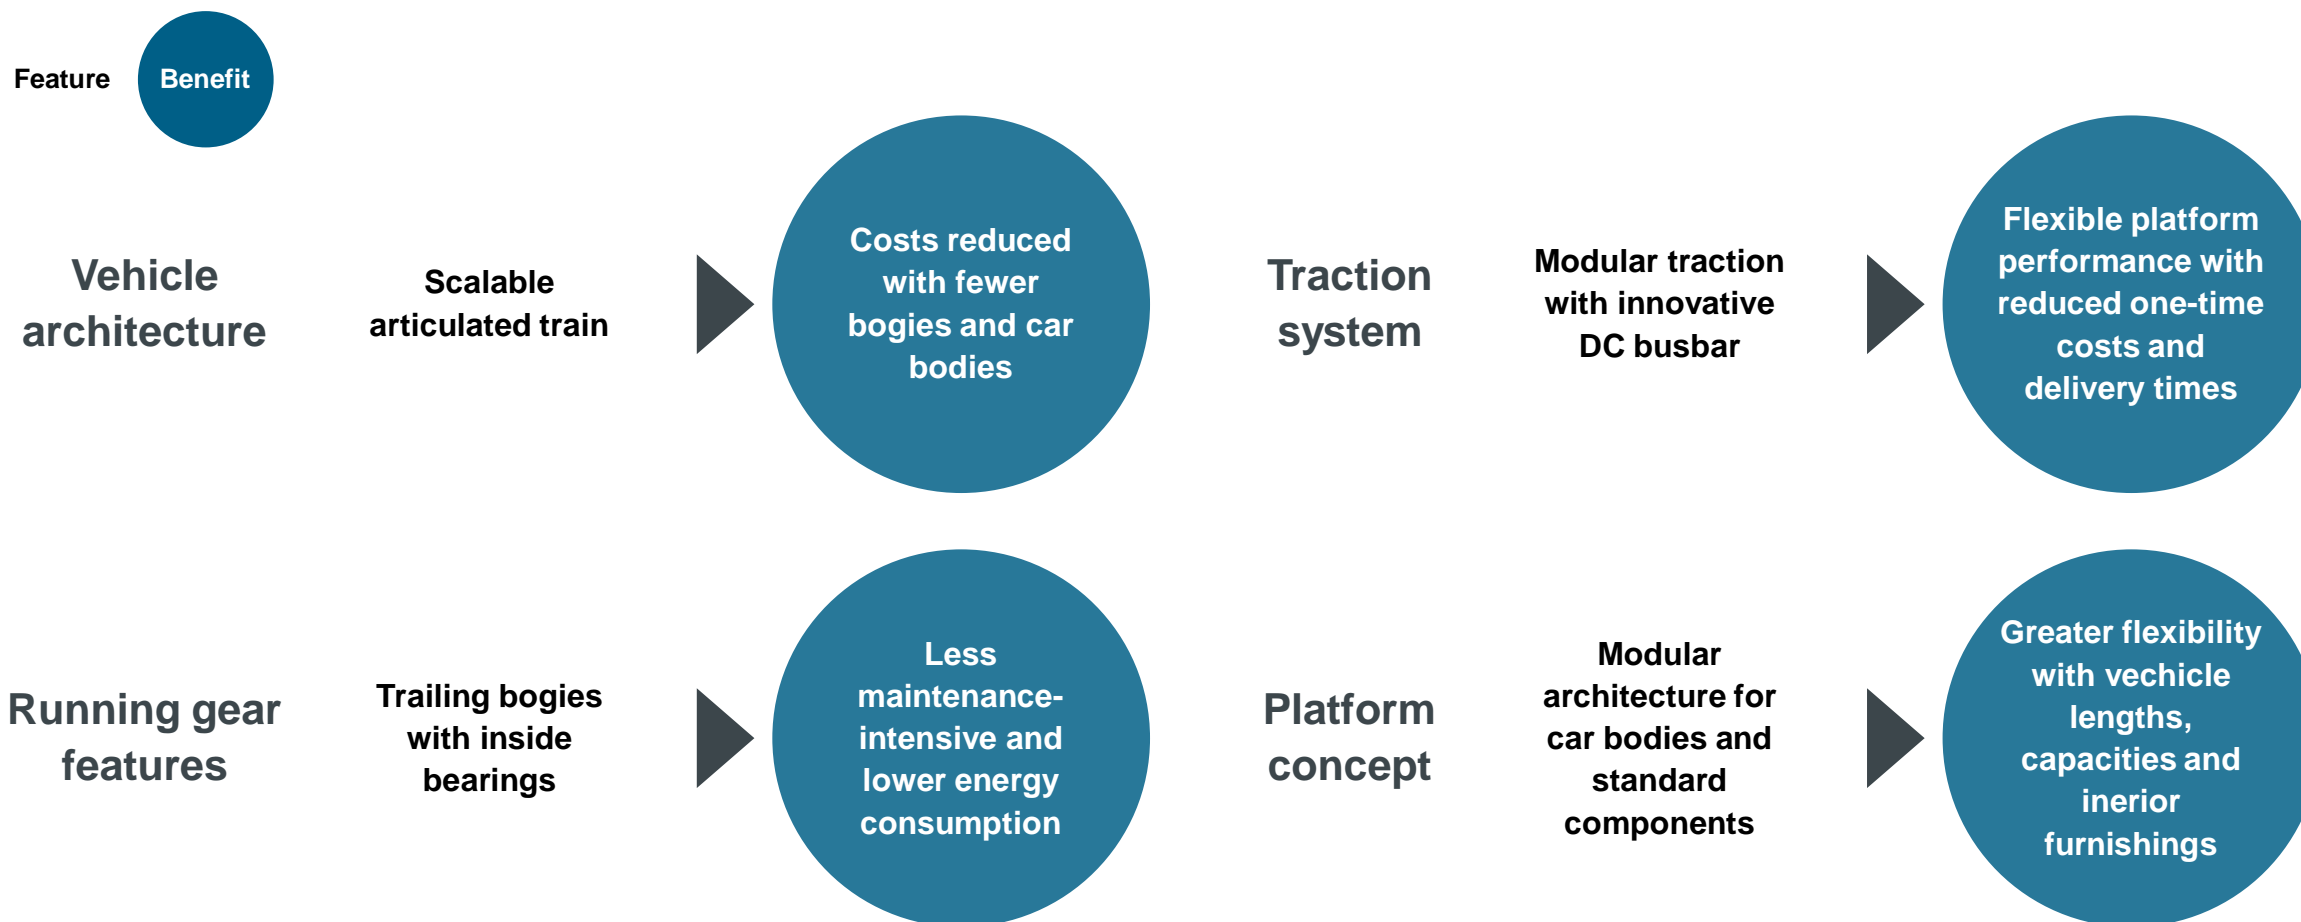 Feature
Benefit
Vehicle
architecture
Scalable
articulated train
Costs reduced
with fewer
bogies and car
bodies
Traction
system
Modular traction
with innovative
DC busbar
Flexible platform
performance with
reduced one-time
costs and
delivery times
Running gear
features
Trailing bogies
with inside
bearings
Less
maintenance-
intensive and
lower energy
consumption
Platform
concept
Modular
architecture for
car bodies and
standard
components
Greater flexibility
with vechicle
lengths,
capacities and
inerior
furnishings